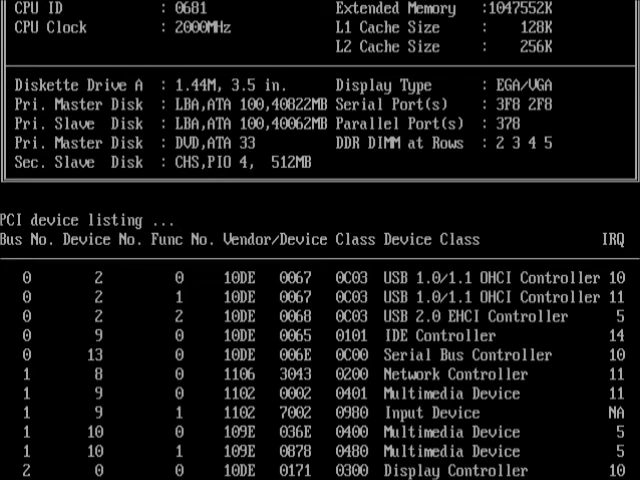 CPU ID : 0681 Extended Memory :1047552K
CPU Clock : 2000MHz L1 Cache Size : 128K
L2 Cache Size : 256K
Diskette Drive A : 1.44M, 3.5 in. Display Type : EGA/VGA
Pri. Master Disk : LBA,ATA 100,40822MB Serial Port(s) : 3F8 2F8
Pri. Slave Disk : LBA,ATA 100,40062MB Parallel Port(s) : 378
Pri. Master Disk : DVD,ATA 33 DDR DIMM at Rows : 2 3 4 5
Sec. Slave Disk : CHS,PIO 4, 512MB
PCI device listing ...
Bus No. Device No. Func No. Vendor/Device Class Device Class IRQ
0 2 0 10DE 0067 0C03 USB 1.0/1.1 OHCI Controller 10
0 2 1 10DE 0067 0C03 USB 1.0/1.1 OHCI Controller 11
0 2 2 10DE 0068 0C03 USB 2.0 EHCI Controller 5
0 9 0 10DE 0065 0101 IDE Controller 14
0 13 0 10DE 006E 0C00 Serial Bus Controller 10
1 8 0 1106 3043 0200 Network Controller 11
1 9 0 1102 0002 0401 Multimedia Device 11
1 9 1 1102 7002 0980 Input Device NA
1 10 0 109E 036E 0400 Multimedia Device 5
1 10 1 109E 0878 0480 Multimedia Device 5
2 0 0 10DE 0171 0300 Display Controller 10